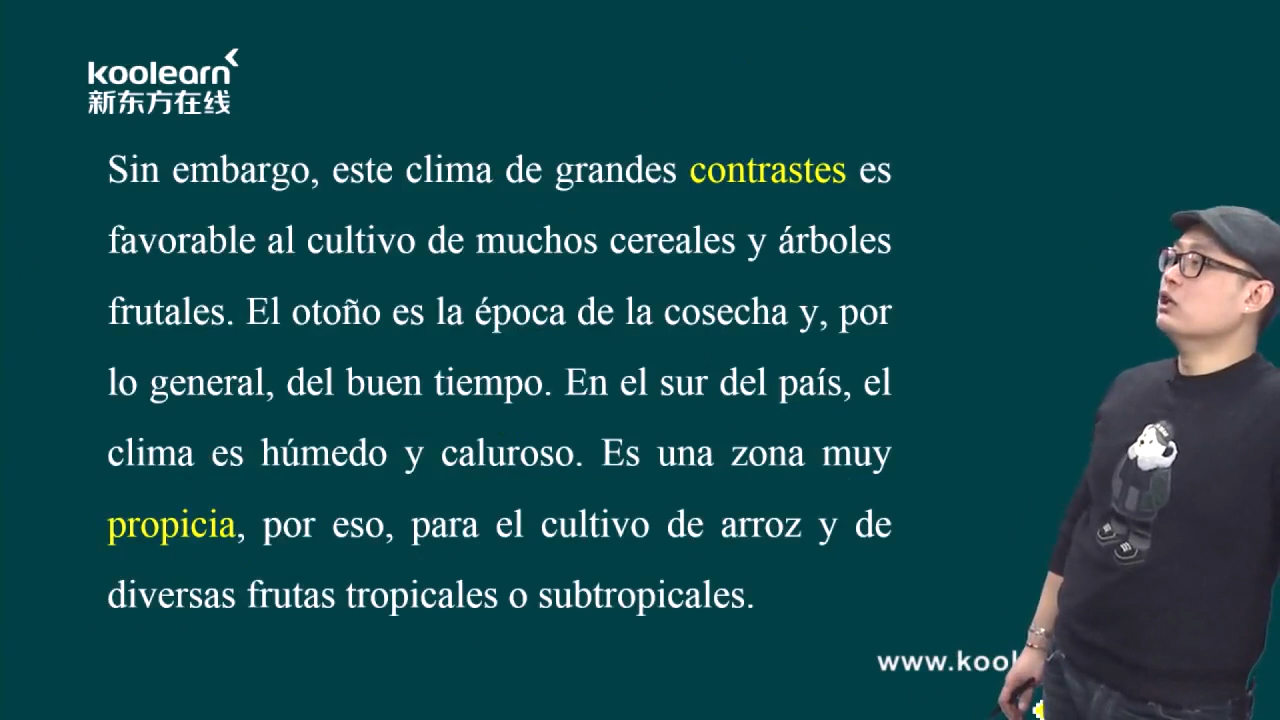 koolearn
新东方在线
Sin embargo, este clima de grandes contrastes es
favorable al cultivo de muchos cereales y árboles
frutales. El otoño es la época de la cosecha y, por
lo general, del buen tiempo. En el sur del país, el
clima es húmedo y caluroso. Es una zona muy
propicia, por eso, para el cultivo de arroz y de
diversas frutas tropicales o subtropicales.
www.kool